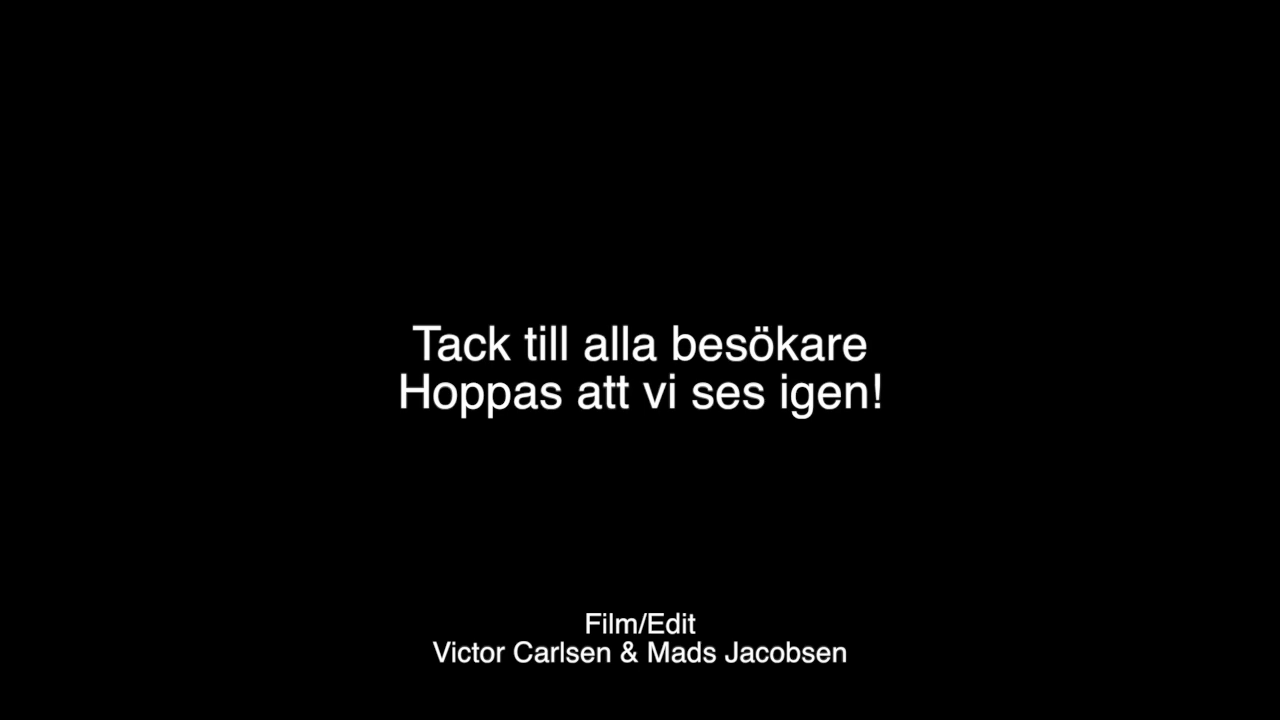 Tack till alla besökare
Hoppas att vi ses igen!
Film/Edit
Victor Carlsen & Mads Jacobsen